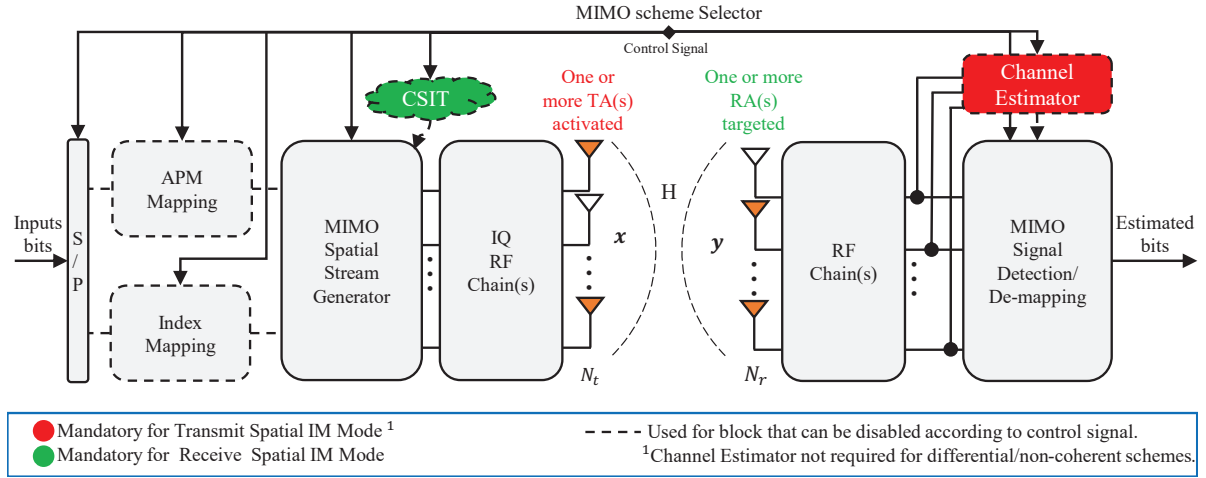 MIMO scheme Selector
Control Signal
CSIT
One or
more TA(s)
activated
One or more
RA(s)
targeted
Channel
Estimator
Inputs
bits
S
/
P
APM
Mapping
Index
Mapping
MIMO
Spatial
Stream
Generator
IQ
RF
Chain(s)
x
H
y
N_t
N_r
RF
Chain(s)
MIMO
Signal
Detection/
De-mapping
Estimated
bits
Mandatory for Transmit Spatial IM Mode ¹
Mandatory for Receive Spatial IM Mode
Used for block that can be disabled according to control signal.
¹Channel Estimator not required for differential/non-coherent schemes.